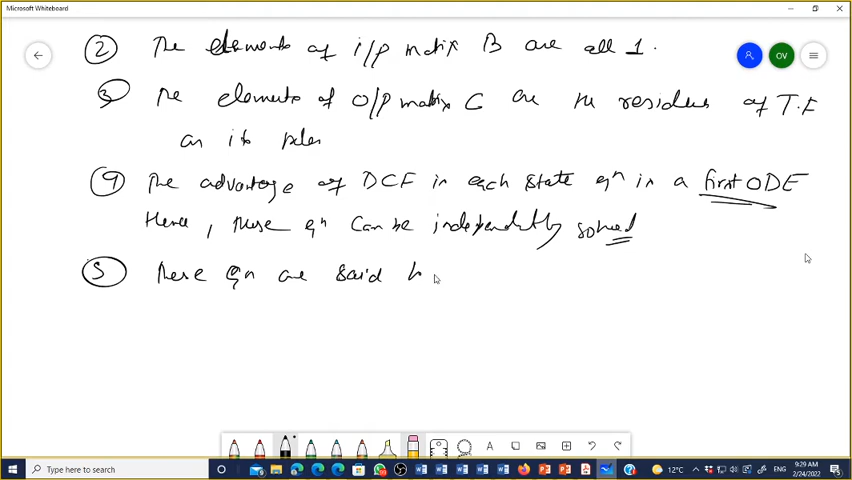 Microsoft Whiteboard
② The elements of i/p matrix B are all 1.
③ The elements of O/P matrix C are the residues of T.F
OV
on its poles
④ The advantage of DCF is each state eqn is a first ODE
Hence, these eqn can be independently solved
⑤ These eqn are said
Type here to search
12°C
ENG
9:29 AM
2/24/2022